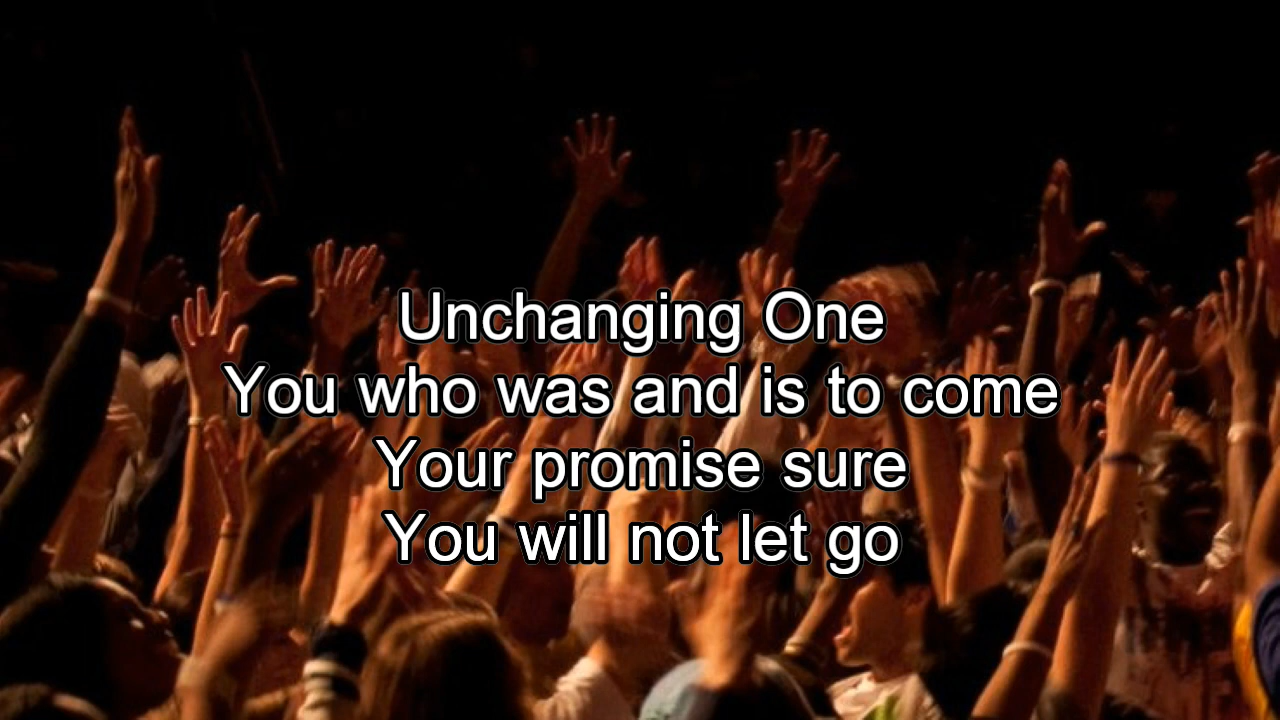 Unchanging One
You who was and is to come
Your promise sure
You will not let go